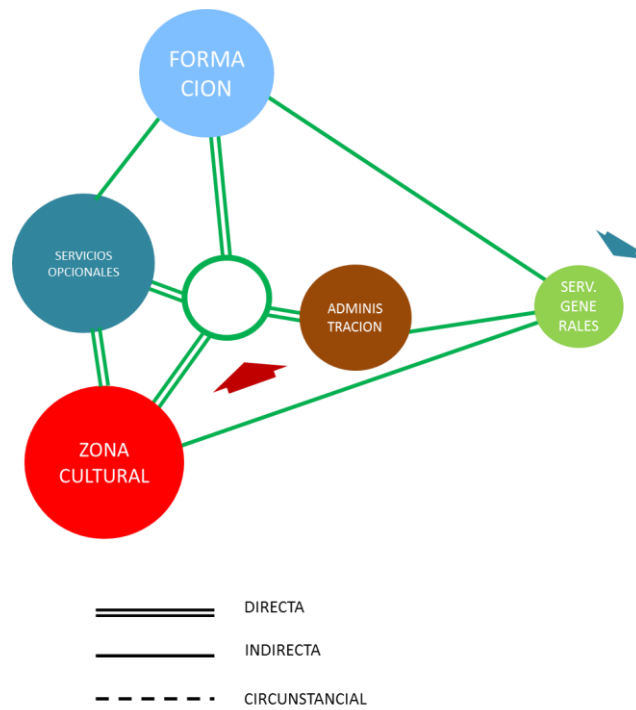 FORMA
CION
SERVICIOS
OPCIONALES
ADMINIS
TRACION
SERV.
GENE
RALES
ZONA
CULTURAL
DIRECTA
INDIRECTA
CIRCUNSTANCIAL